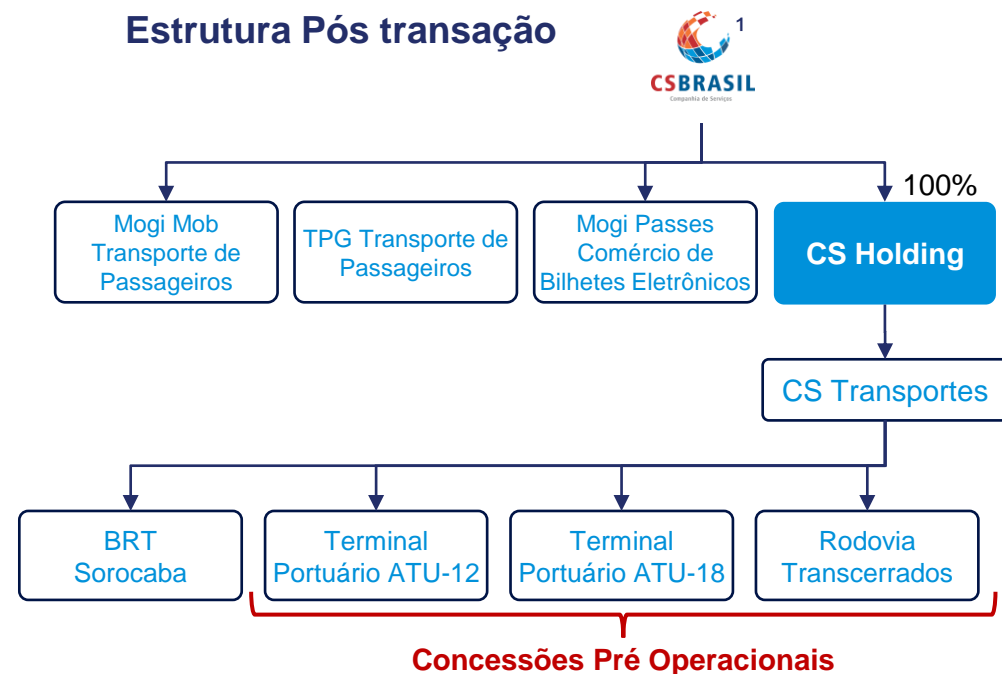 Estrutura Pós transação
1
CSBRASIL
Companhia de Serviços
100%
Mogi Mob
Transporte de
Passageiros
TPG Transporte de
Passageiros
Mogi Passes
Comércio de
Bilhetes Eletrônicos
CS Holding
CS Transportes
BRT
Sorocaba
Terminal
Portuário ATU-12
Terminal
Portuário ATU-18
Rodovia
Transcerrados
Concessões Pré Operacionais